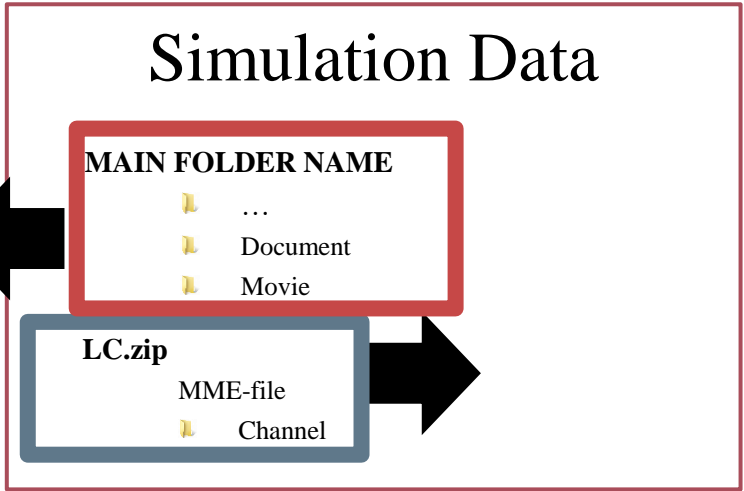 Simulation Data
MAIN FOLDER NAME
…
Document
Movie
LC.zip
MME-file
Channel